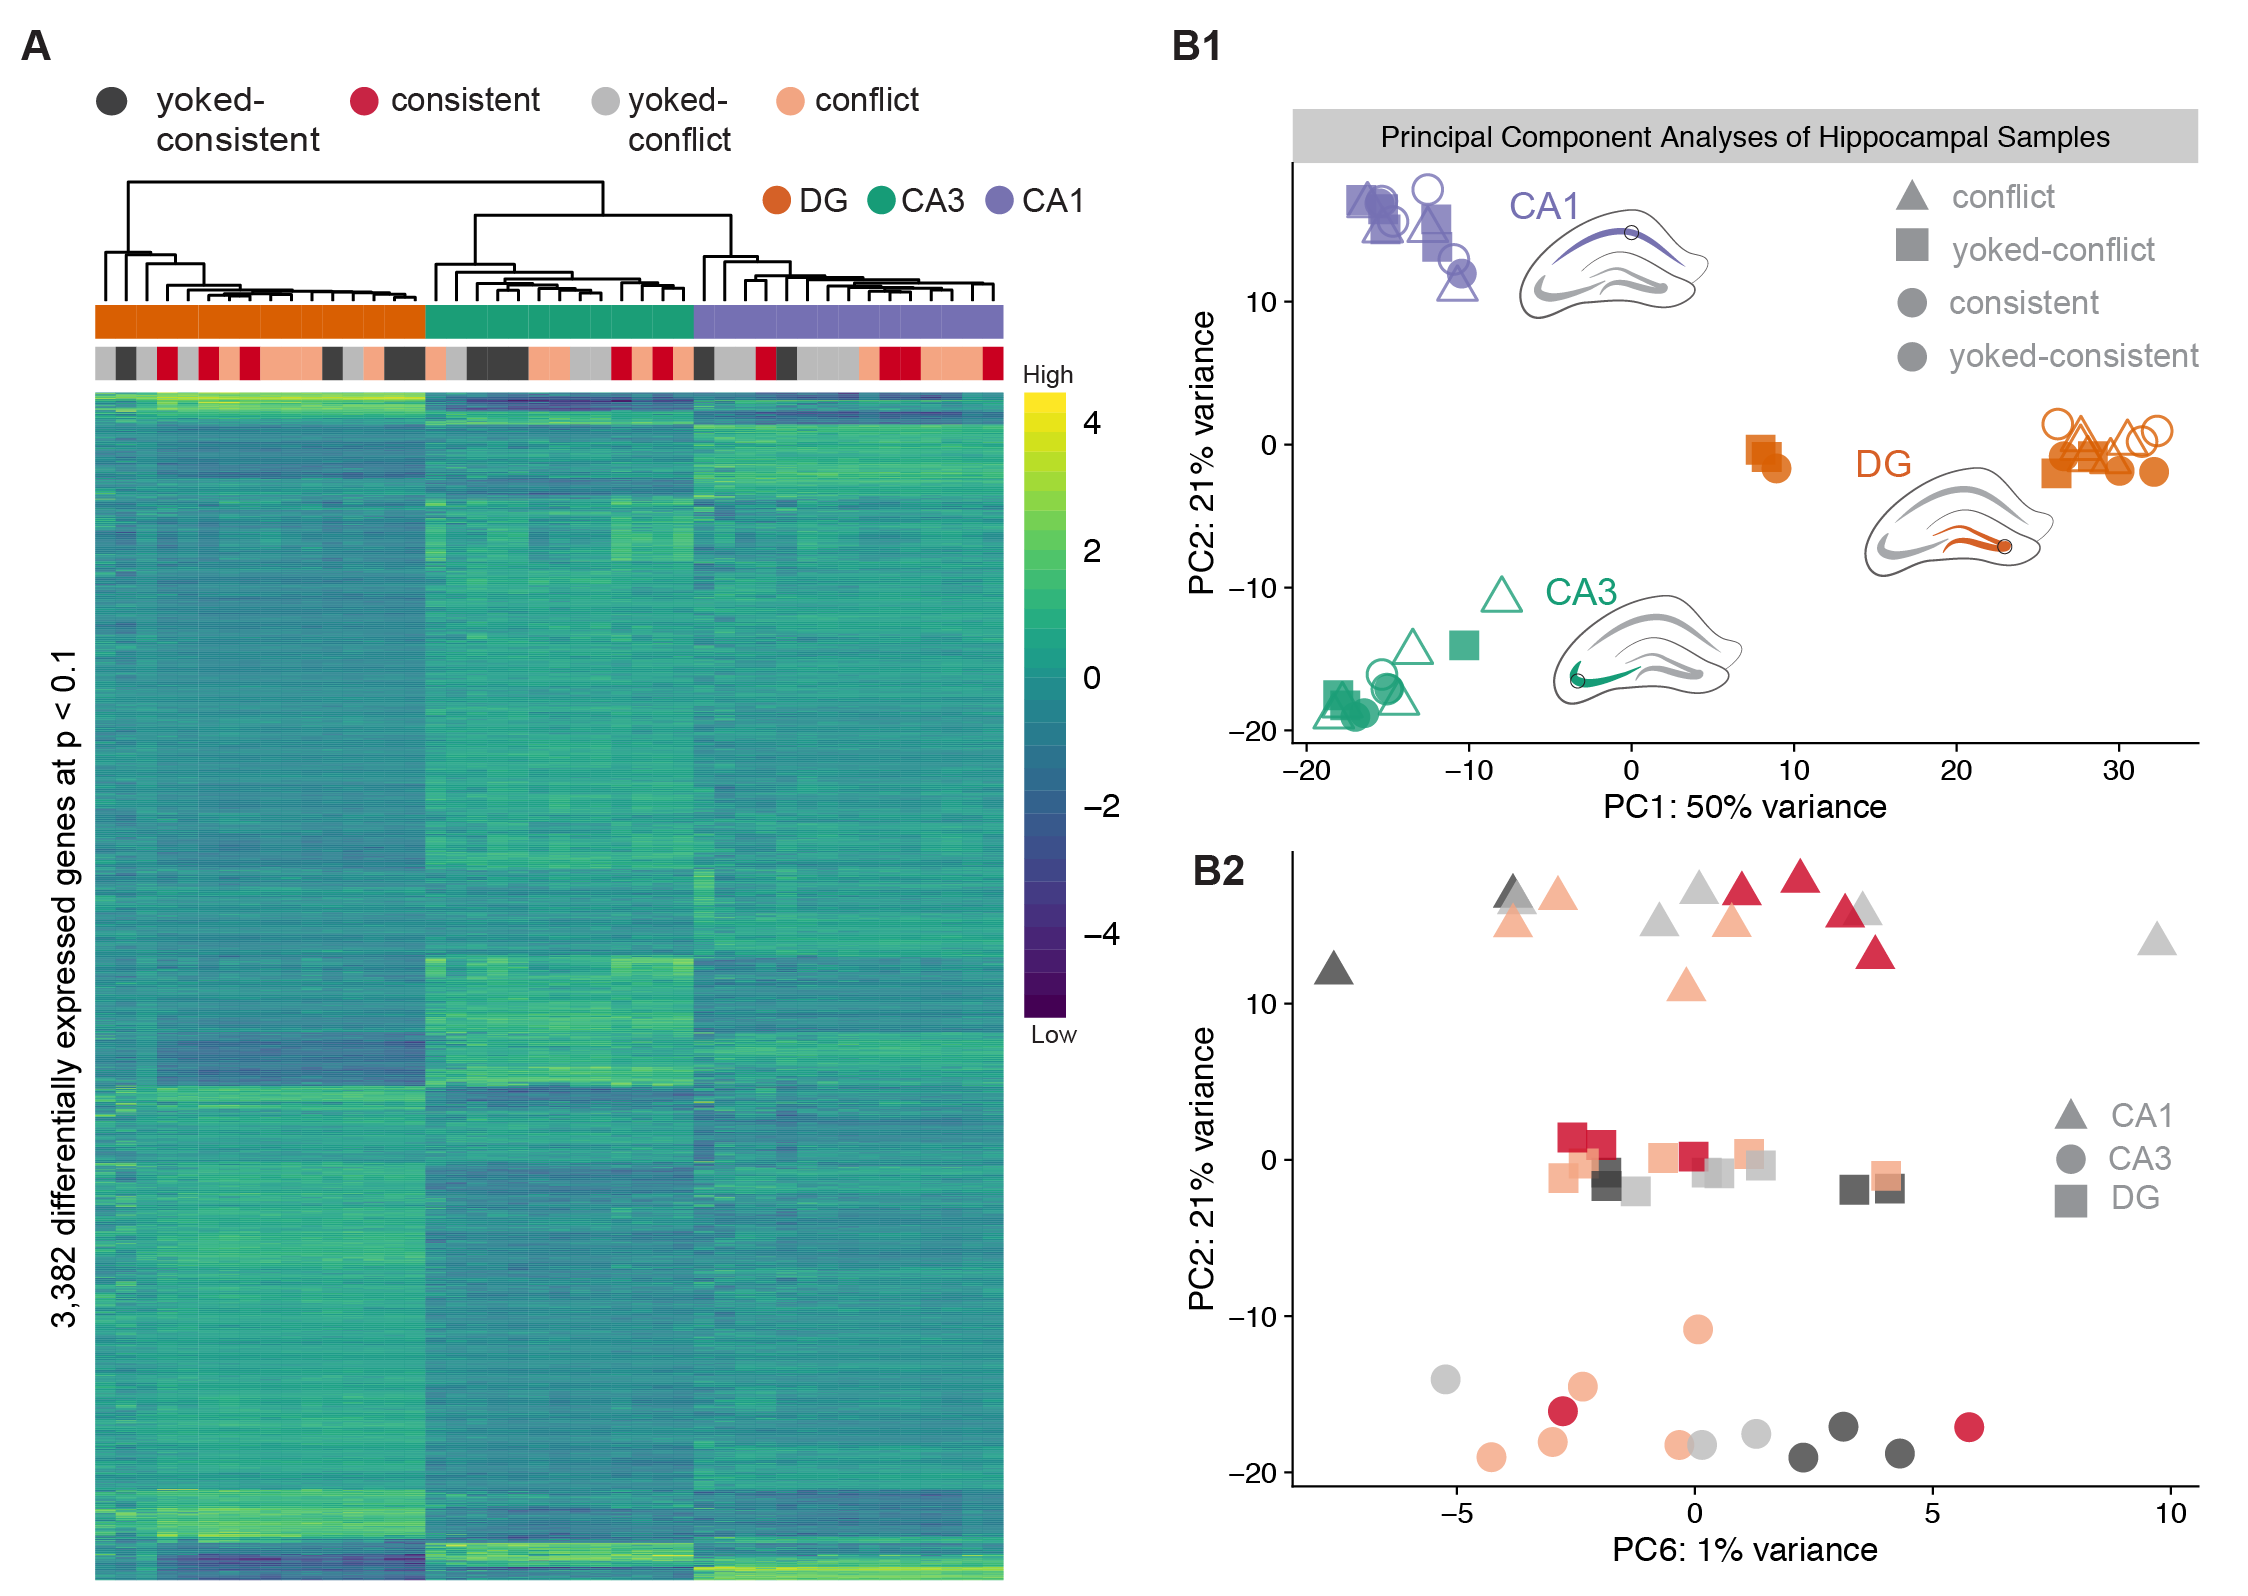 A
yoked-
consistent
consistent
yoked-
conflict
conflict
DG
CA3
CA1
High
4
2
0
−2
−4
Low
3,382 differentially expressed genes at p < 0.1
B1
Principal Component Analyses of Hippocampal Samples
CA1
conflict
yoked-conflict
consistent
yoked-consistent
DG
CA3
10
0
−10
−20
PC2: 21% variance
−20
−10
0
10
20
30
PC1: 50% variance
B2
CA1
CA3
DG
10
0
−10
−20
PC2: 21% variance
−5
0
5
10
PC6: 1% variance